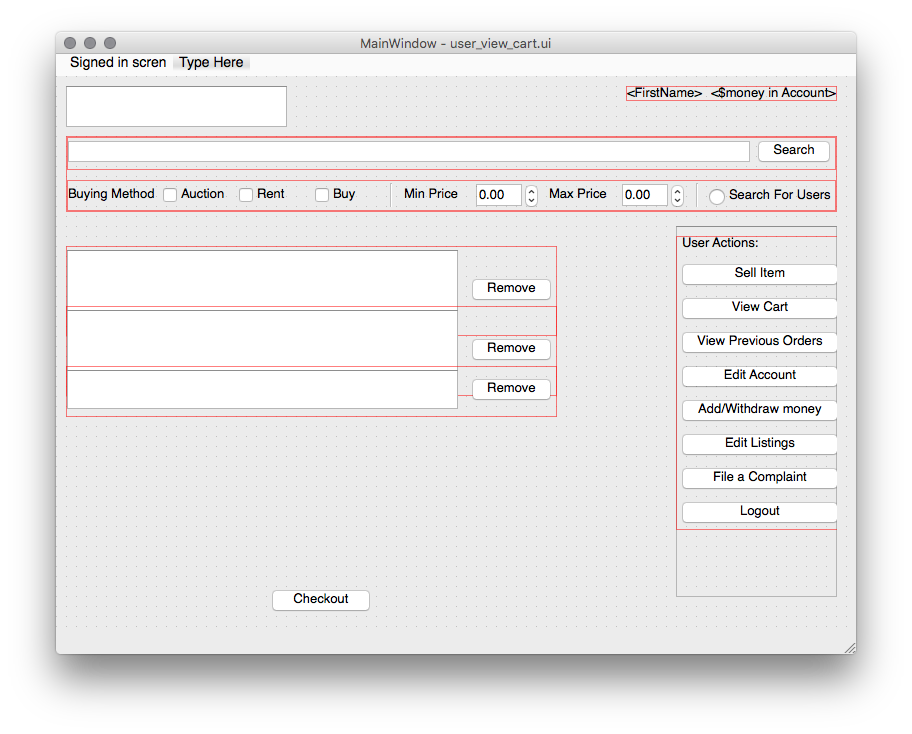 MainWindow - user_view_cart.ui
Signed in scren Type Here
<FirstName> <$money in Account>
Search
Buying Method Auction Rent Buy Min Price 0.00 Max Price 0.00 Search For Users
User Actions:
Sell Item
View Cart
View Previous Orders
Edit Account
Add/Withdraw money
Edit Listings
File a Complaint
Logout
Remove
Remove
Remove
Checkout